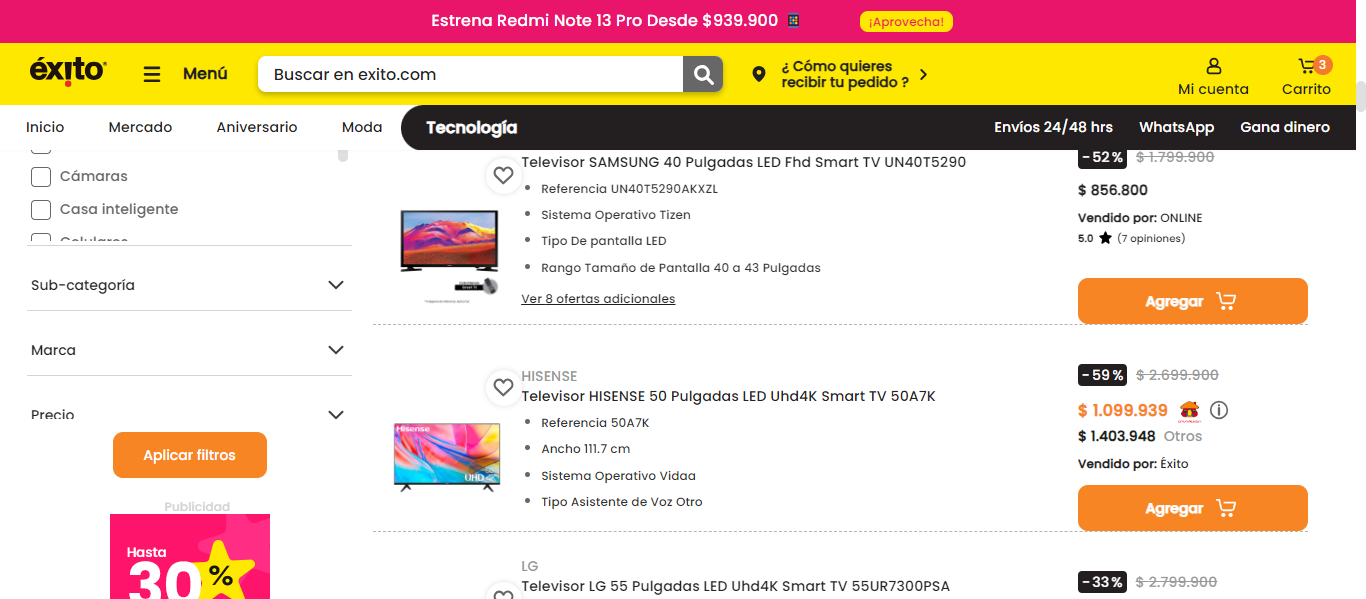 Estrena Redmi Note 13 Pro Desde $939.900
¡Aprovecha!
éxito
Menú
Buscar en exito.com
¿ Cómo quieres
recibir tu pedido ?
Mi cuenta
3
Carrito
Inicio
Mercado
Aniversario
Moda
Tecnología
Envíos 24/48 hrs
WhatsApp
Gana dinero
Cámaras
Casa inteligente
Celulares
Sub-categoría
Marca
Precio
Aplicar filtros
Publicidad
Hasta
30%
Televisor SAMSUNG 40 Pulgadas LED Fhd Smart TV UN40T5290
Referencia UN40T5290AKXZL
Sistema Operativo Tizen
Tipo De pantalla LED
Rango Tamaño de Pantalla 40 a 43 Pulgadas
Ver 8 ofertas adicionales
-52% $ 1.799.900
$ 856.800
Vendido por: ONLINE
5.0 (7 opiniones)
Agregar
HISENSE
Televisor HISENSE 50 Pulgadas LED Uhd4K Smart TV 50A7K
Referencia 50A7K
Ancho 111.7 cm
Sistema Operativo Vidaa
Tipo Asistente de Voz Otro
Hisense
UHD 4K
-59% $ 2.699.900
$ 1.099.939
$ 1.403.948 Otros
Vendido por: Éxito
Agregar
LG
Televisor LG 55 Pulgadas LED Uhd4K Smart TV 55UR7300PSA
-33% $ 2.799.900